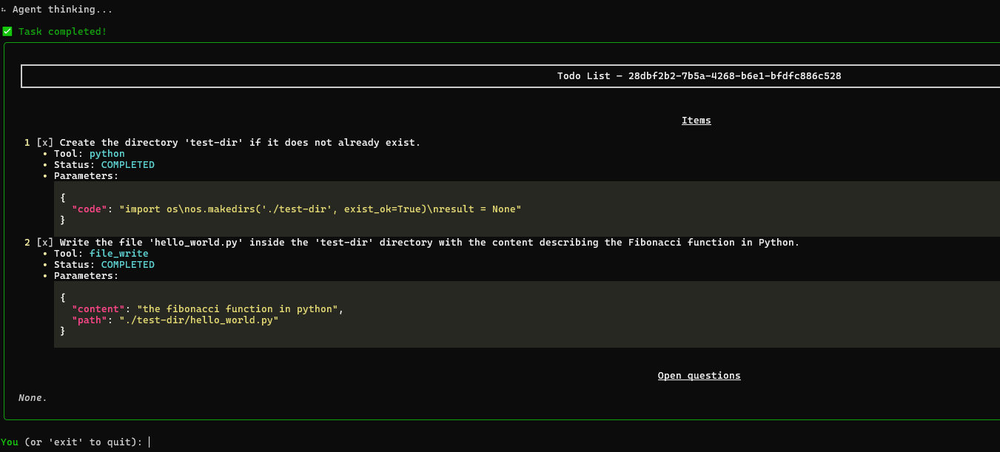 Agent thinking...
✅ Task completed!
Todo List — 28dbf2b2-7b5a-4268-b6e1-bfdfc886c528
Items
1 [x] Create the directory 'test-dir' if it does not already exist.
• Tool: python
• Status: COMPLETED
• Parameters:
{
"code": "import os\nos.makedirs('./test-dir', exist_ok=True)\nresult = None"
}
2 [x] Write the file 'hello_world.py' inside the 'test-dir' directory with the content describing the Fibonacci function in Python.
• Tool: file_write
• Status: COMPLETED
• Parameters:
{
"content": "the fibonacci function in python",
"path": "./test-dir/hello_world.py"
}
Open questions
None.
You (or 'exit' to quit):